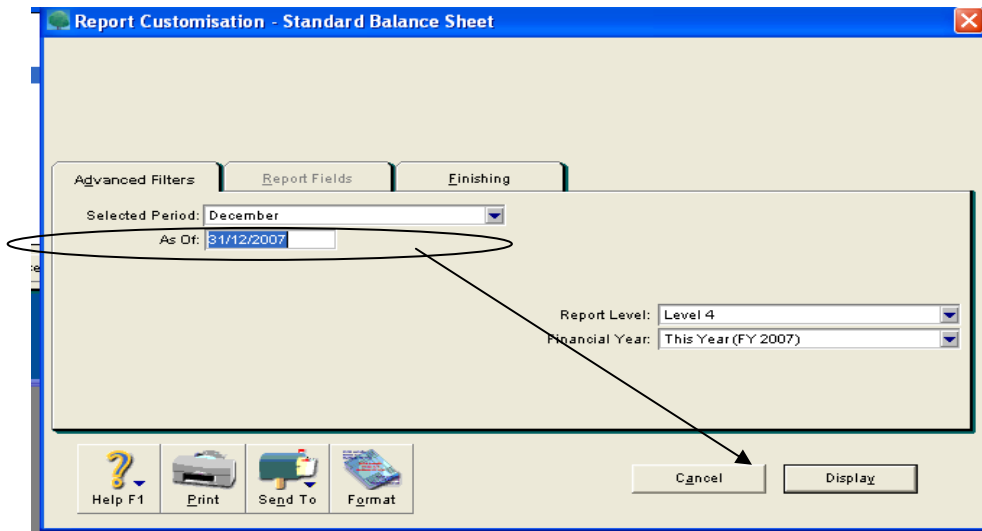 Report Customisation - Standard Balance Sheet
Advanced Filters Report Fields Finishing
Selected Period: December
As Of: 31/12/2007
Report Level: Level 4
Financial Year: This Year (FY 2007)
Help F1 Print Send To Format Cancel Display